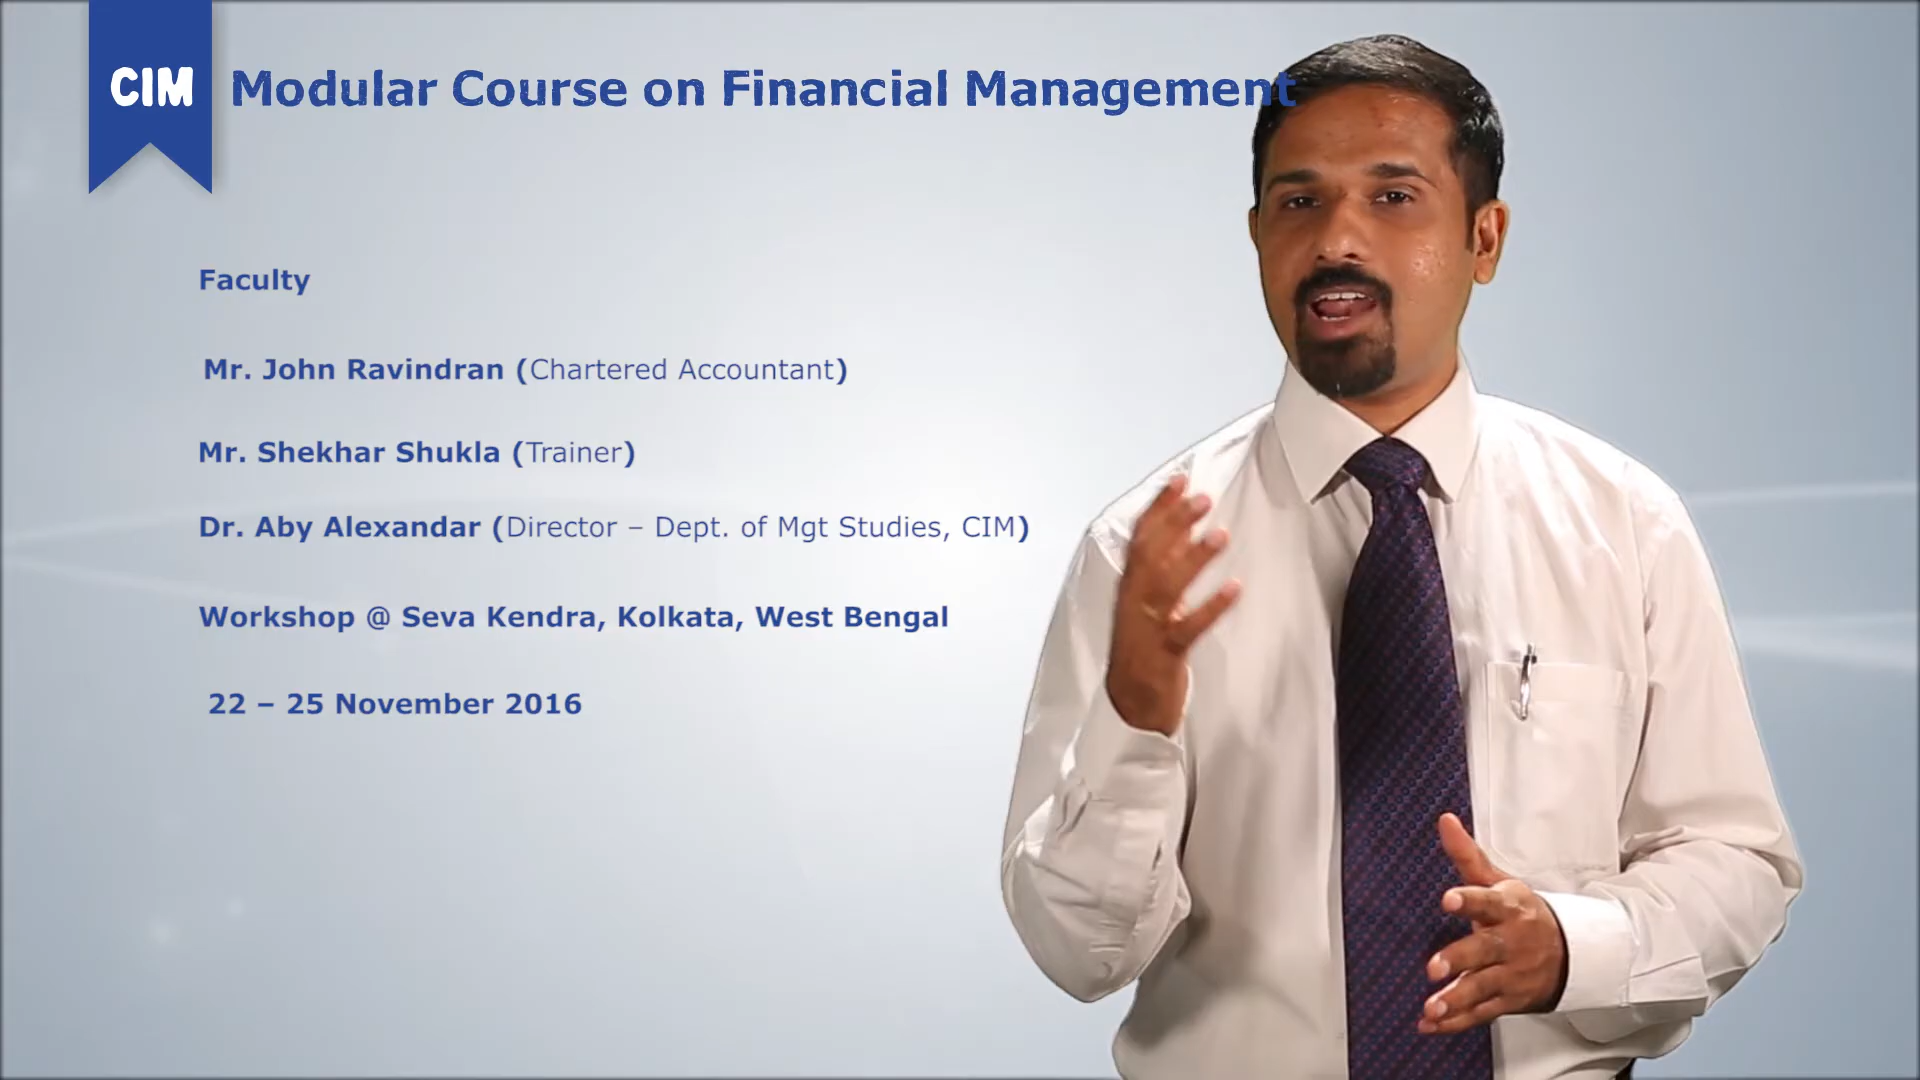 CIM
Modular Course on Financial Management
Faculty
Mr. John Ravindran (Chartered Accountant)
Mr. Shekhar Shukla (Trainer)
Dr. Aby Alexandar (Director – Dept. of Mgt Studies, CIM)
Workshop @ Seva Kendra, Kolkata, West Bengal
22 – 25 November 2016